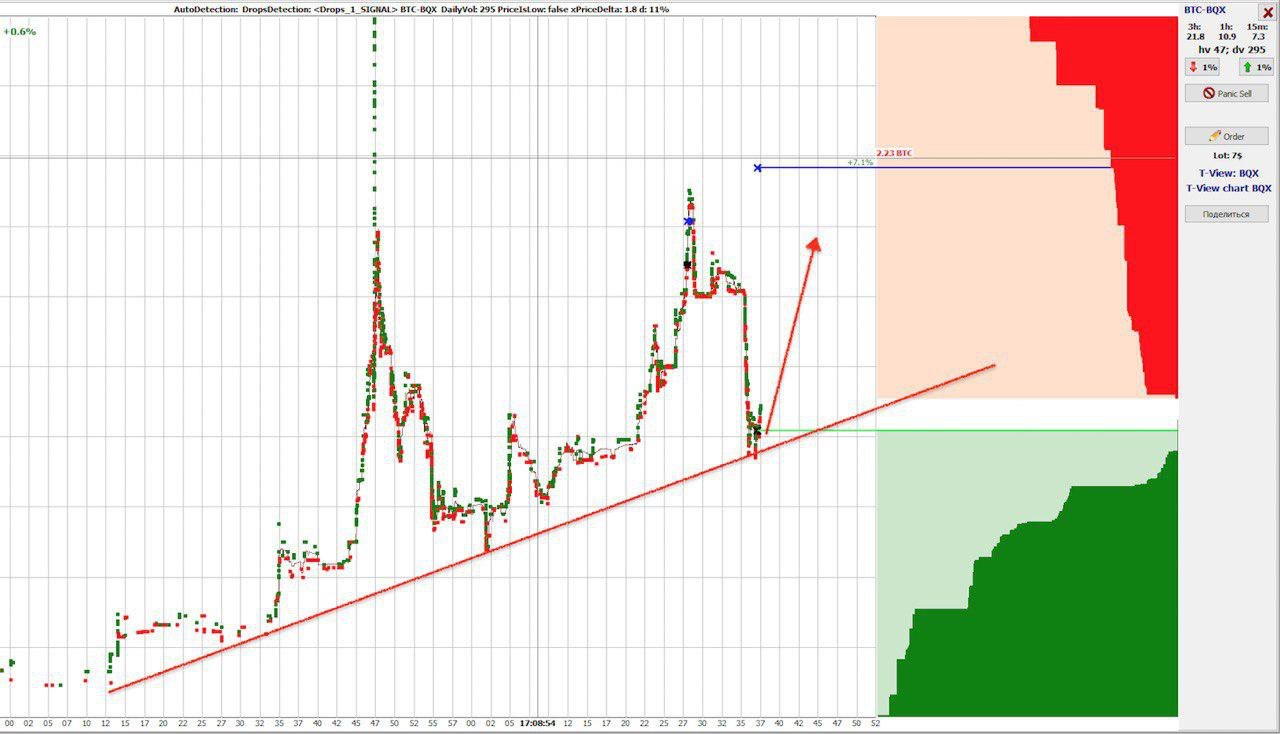 AutoDetection: DropsDetection: <Drops_1_SIGNAL> BTC-BQX DailyVol: 295 PriceIsLow: false xPriceDelta: 1.8 d: 11%
+0.6%
2.23 BTC
+7.1%
BTC-BQX
3h: 1h: 15m:
21.8 10.9 7.3
hv 47; dv 295
1% 1%
Panic Sell
Order
Lot: 7$
T-View: BQX
T-View chart BQX
Поделиться
00 02 05 07 10 12 15 17 20 22 25 27 30 32 35 37 40 42 45 47 50 52 55 57 00 02 05 17:08:54 12 15 17 20 22 25 27 30 32 35 37 40 42 45 47 50 52